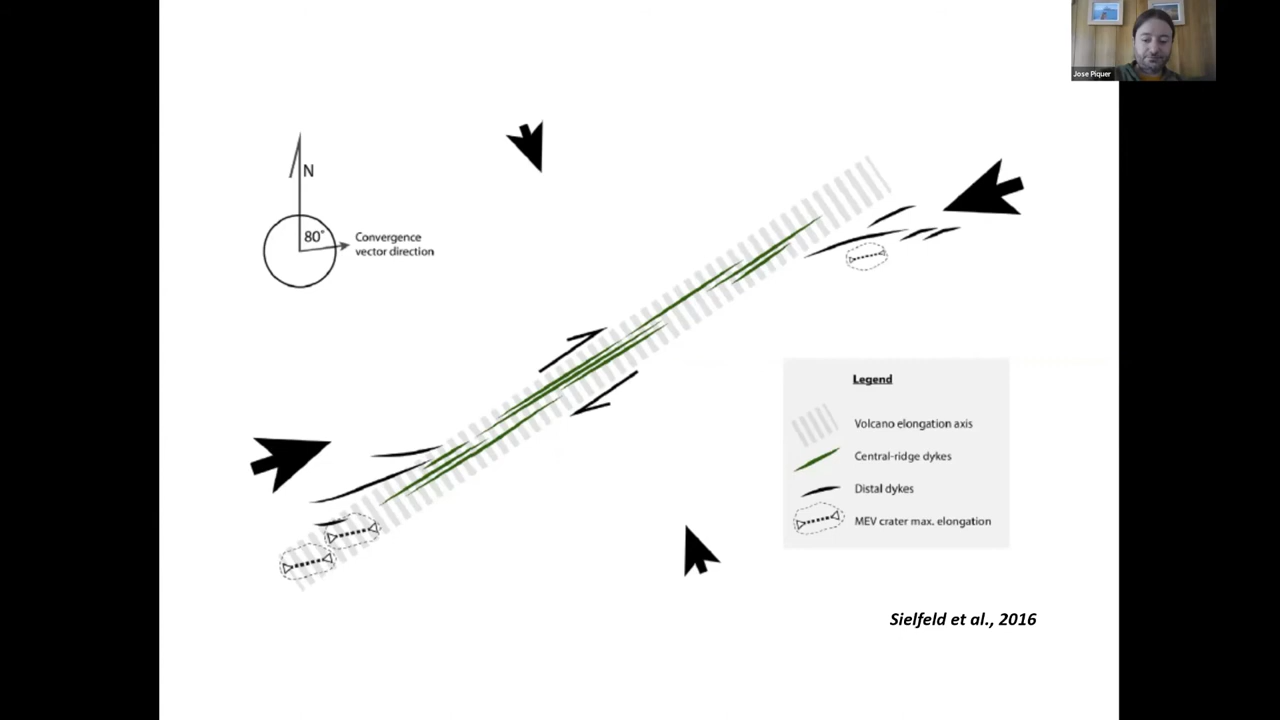 Jose Piquer
N
80°
Convergence
vector direction
Legend
Volcano elongation axis
Central-ridge dykes
Distal dykes
MEV crater max. elongation
Sielfeld et al., 2016